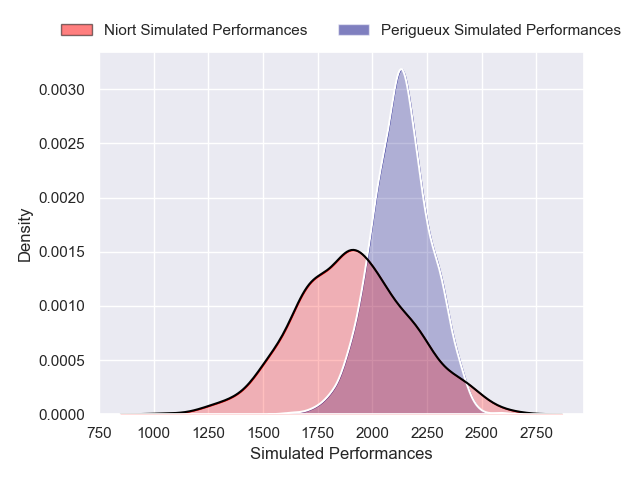 Niort Simulated Performances
Perigueux Simulated Performances
0.0030
0.0025
0.0020
0.0015
0.0010
0.0005
0.0000
Density
750 1000 1250 1500 1750 2000 2250 2500 2750
Simulated Performances